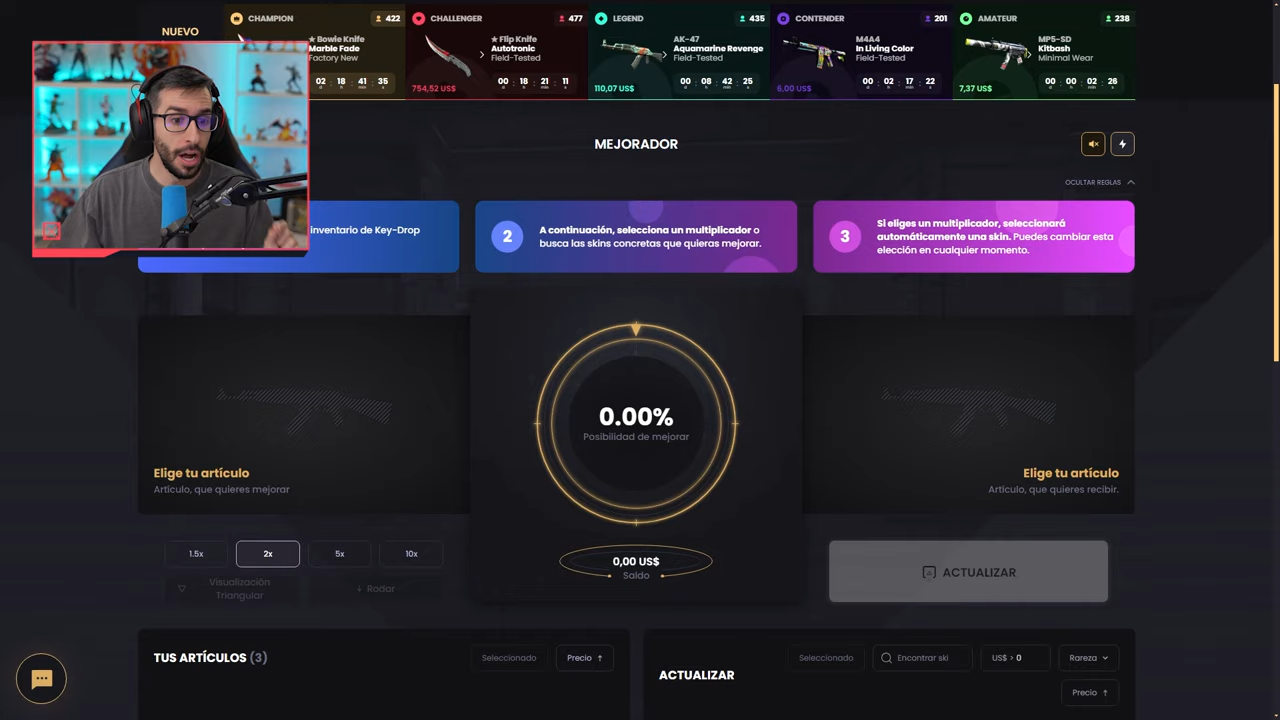 NUEVO
CHAMPION
422
★ Bowie Knife
Marble Fade
Factory New
02 : 18 : 41 : 35
d h min s
CHALLENGER
477
★ Flip Knife
Autotronic
Field-Tested
00 : 18 : 21 : 11
d h min s
754,52 US$
LEGEND
435
AK-47
Aquamarine Revenge
Field-Tested
00 : 08 : 42 : 25
d h min s
110,07 US$
CONTENDER
201
M4A4
In Living Color
Field-Tested
00 : 02 : 17 : 22
d h min s
6,00 US$
AMATEUR
238
MP5-SD
Kitbash
Minimal Wear
00 : 00 : 02 : 26
d h min s
7,37 US$
MEJORADOR
OCULTAR REGLAS
inventario de Key-Drop
2
A continuación, selecciona un multiplicador o
busca las skins concretas que quieras mejorar.
3
Si eliges un multiplicador, seleccionará
automáticamente una skin. Puedes cambiar esta
elección en cualquier momento.
0.00%
Posibilidad de mejorar
Elige tu artículo
Artículo, que quieres mejorar
Elige tu artículo
Artículo, que quieres recibir.
1.5x
2x
5x
10x
Visualización
Triangular
Rodar
0,00 US$
Saldo
ACTUALIZAR
TUS ARTÍCULOS (3)
Seleccionado
Precio ↑
ACTUALIZAR
Seleccionado
Encontrar ski
US$ > 0
Rareza
Precio ↑